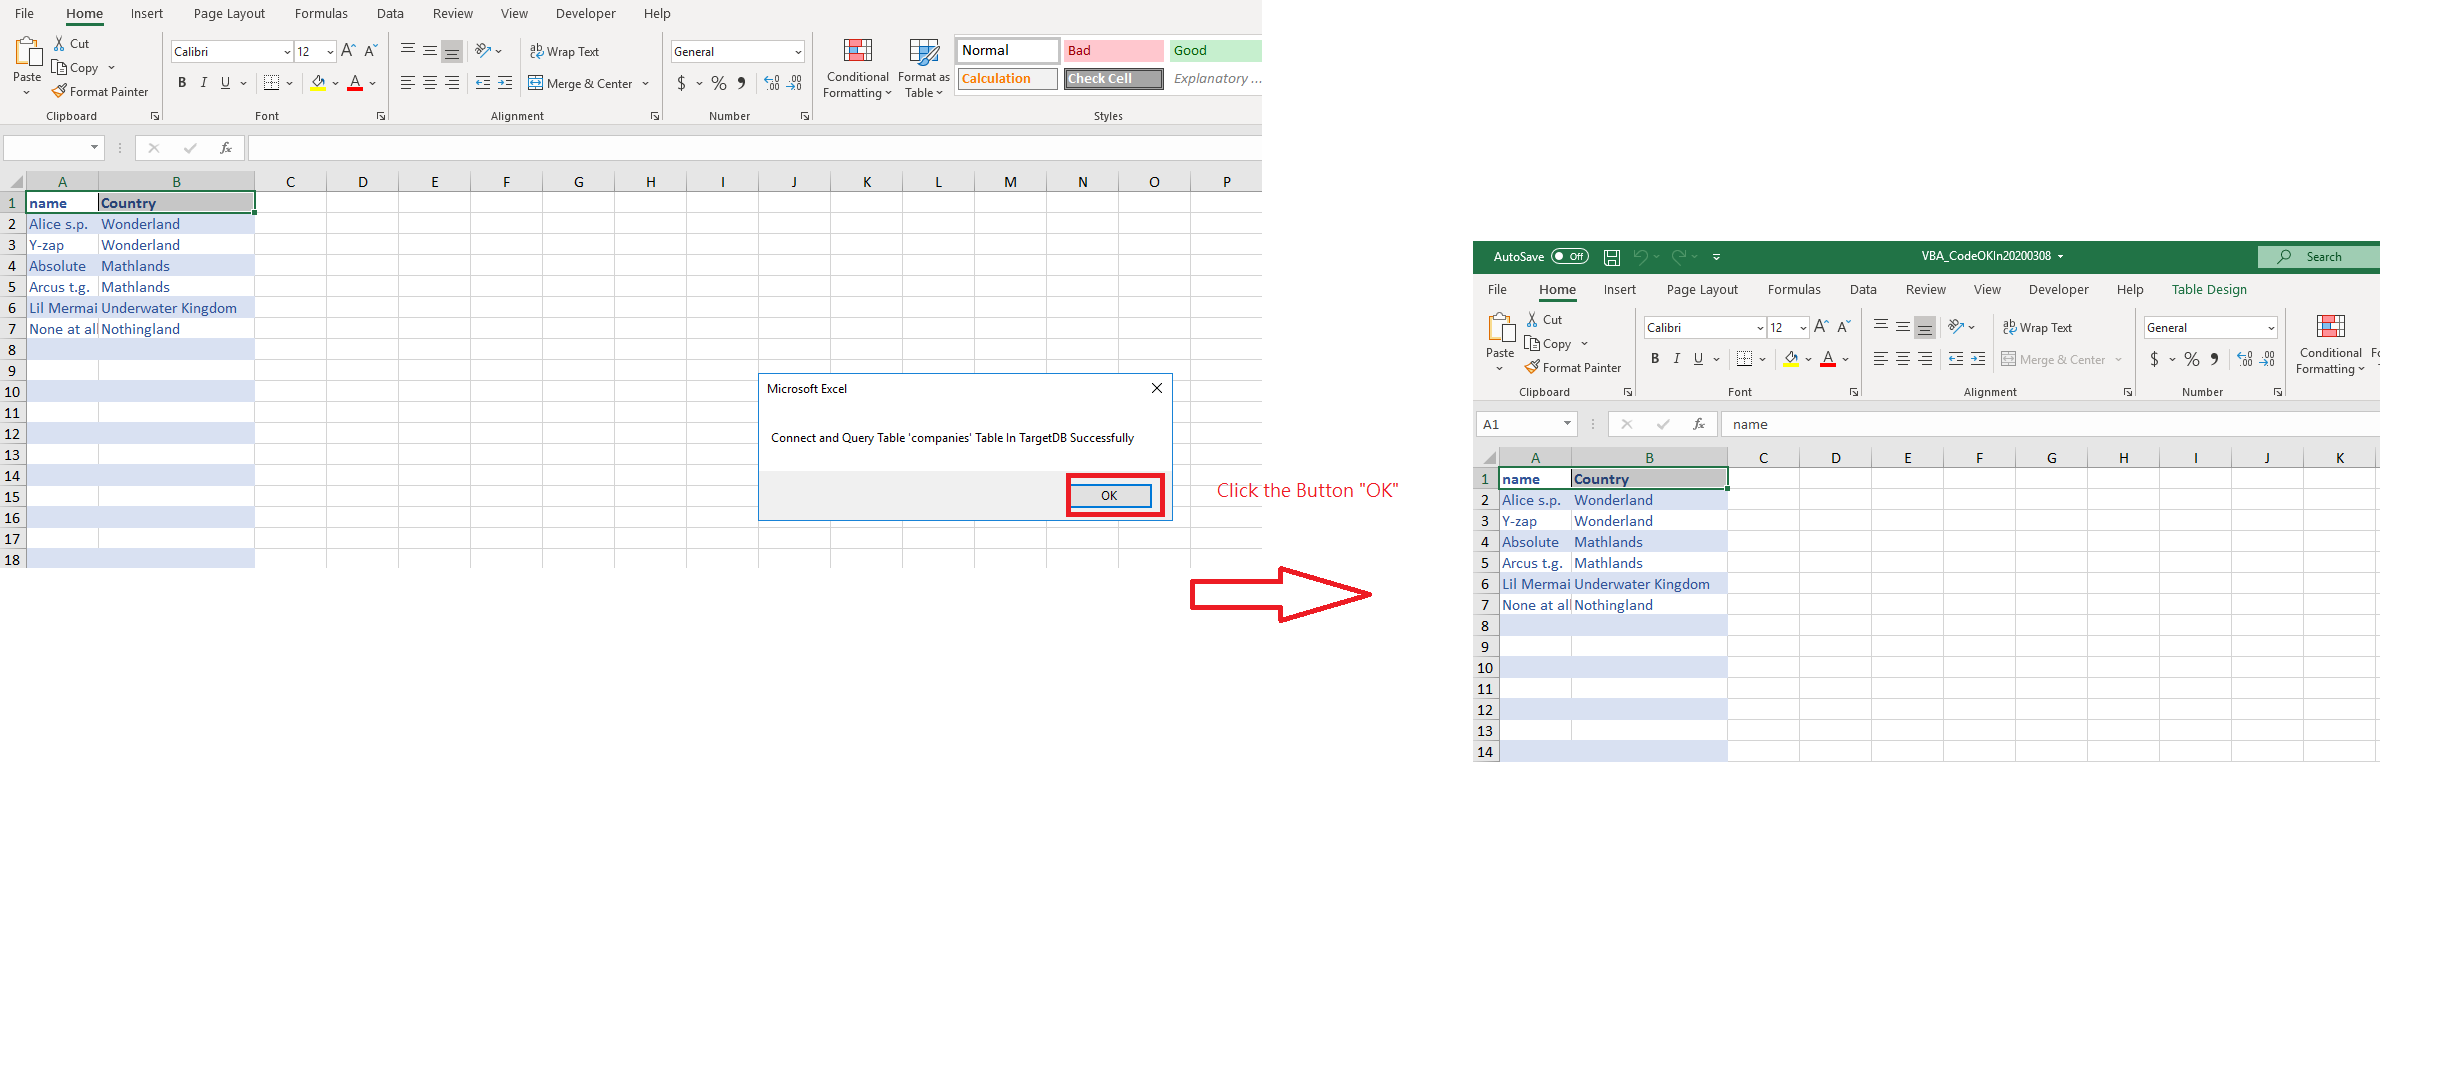 File Home Insert Page Layout Formulas Data Review View Developer Help
Paste
Cut
Copy
Format Painter
Clipboard
Calibri 12
B I U
Font
Wrap Text
Merge & Center
Alignment
General
$ % 9
Number
Conditional Formatting
Format as Table
Normal Bad Good
Calculation Check Cell Explanatory ...
Styles
fx
A B C D E F G H I J K L M N O P
1 name Country
2 Alice s.p. Wonderland
3 Y-zap Wonderland
4 Absolute Mathlands
5 Arcus t.g. Mathlands
6 Lil Mermai Underwater Kingdom
7 None at all Nothingland
8
9
10
11
12
13
14
15
16
17
18
Microsoft Excel
Connect and Query Table 'companies' Table In TargetDB Successfully
OK
Click the Button "OK"
AutoSave Off VBA_CodeOKIn20200308 Search
File Home Insert Page Layout Formulas Data Review View Developer Help Table Design
Paste
Cut
Copy
Format Painter
Clipboard
Calibri 12
B I U
Font
Wrap Text
Merge & Center
Alignment
General
$ % 9
Number
Conditional
Formatting
A1 fx name
A B C D E F G H I J K
1 name Country
2 Alice s.p. Wonderland
3 Y-zap Wonderland
4 Absolute Mathlands
5 Arcus t.g. Mathlands
6 Lil Mermai Underwater Kingdom
7 None at all Nothingland
8
9
10
11
12
13
14